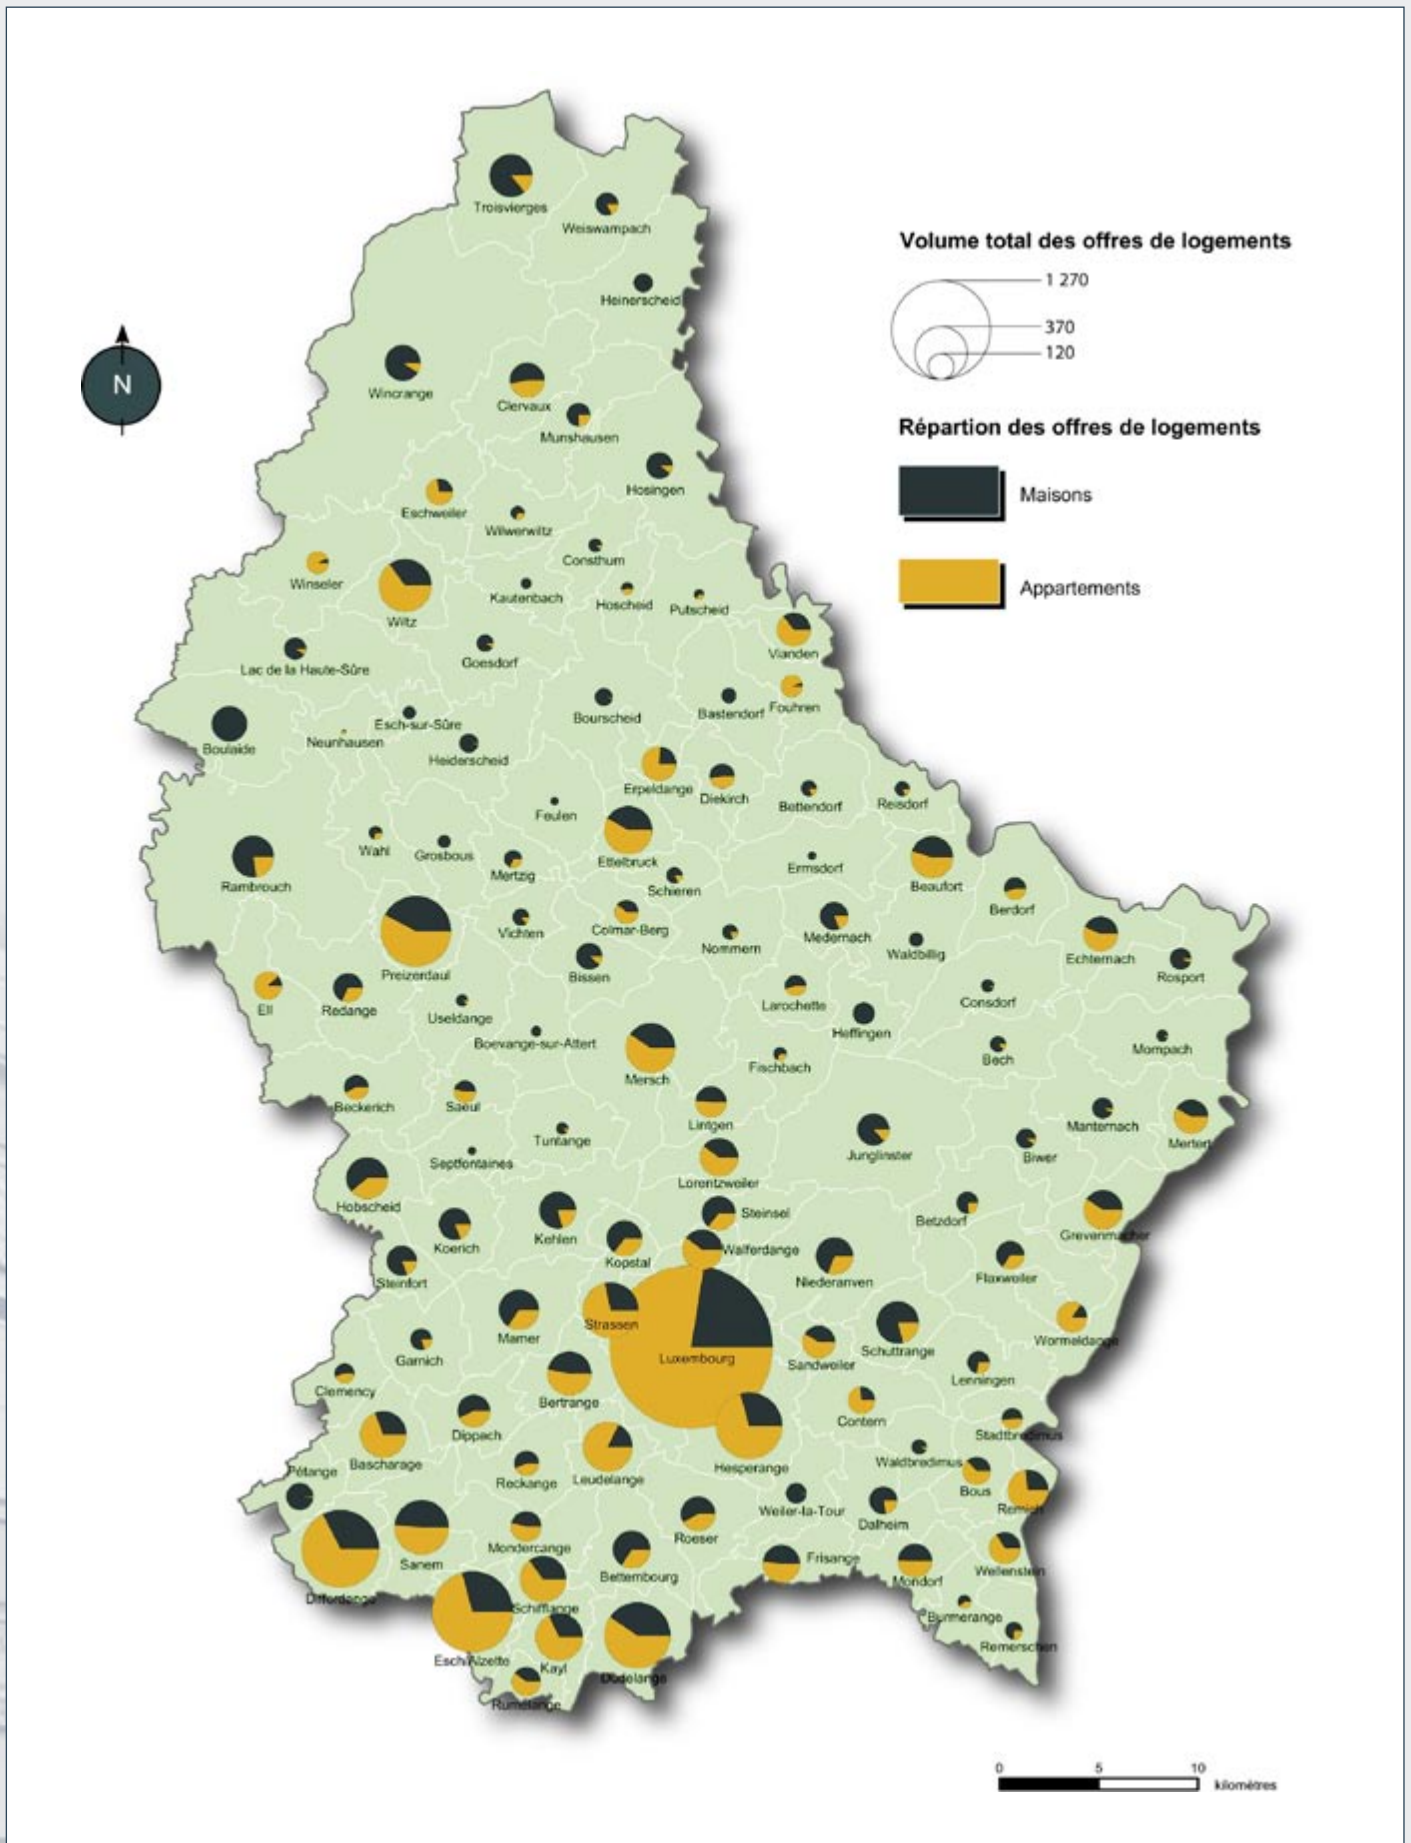 Troisvierges
Weiswampach
Volume total des offres de logements
1 270
Heinerscheid
370
120
N
Wincrange
Clervaux
Répartion des offres de logements
Munshausen
Hosingen
Maisons
Eschweiler
Wilwerwiltz
Consthum
Winseler
Kautenbach
Hoscheid
Putscheid
Appartements
Wiltz
Vianden
Lac de la Haute-Sûre
Goesdorf
Fouhren
Bastendorf
Bourscheid
Esch-sur-Sûre
Neunhausen
Boulaide
Heiderscheid
Erpeldange
Diekirch
Bettendorf
Reisdorf
Feulen
Wahl
Grosbous
Ettelbruck
Ermsdorf
Mertzig
Rambrouch
Schieren
Beaufort
Berdorf
Vichten
Colmar-Berg
Nommern
Medernach
Waldbillig
Echternach
Preizerdaul
Bissen
Rosport
Ell
Redange
Useldange
Larochette
Consdorf
Heffingen
Boevange-sur-Attert
Mompach
Bech
Fischbach
Mersch
Beckerich
Saeul
Lintgen
Manternach
Tuntange
Mertert
Junglinster
Biwer
Septfontaines
Lorentzweiler
Hobscheid
Steinsel
Betzdorf
Grevenmacher
Kehlen
Koerich
Walferdange
Kopstal
Flaxweiler
Steinfort
Niederanven
Strassen
Mamer
Wormeldange
Schuttrange
Luxembourg
Garnich
Sandweiler
Lenningen
Clemency
Bertrange
Contern
Dippach
Stadtbredimus
Bascharage
Waldbredimus
Pétange
Hesperange
Leudelange
Reckange
Bous
Remich
Weiler-la-Tour
Dalheim
Roeser
Mondercange
Frisange
Sanem
Wellenstein
Bettembourg
Mondorf
Differdange
Schifflange
Burmerange
Remerschen
Esch/Alzette
Kayl
Dudelange
Rumelange
0 5 10
kilomètres